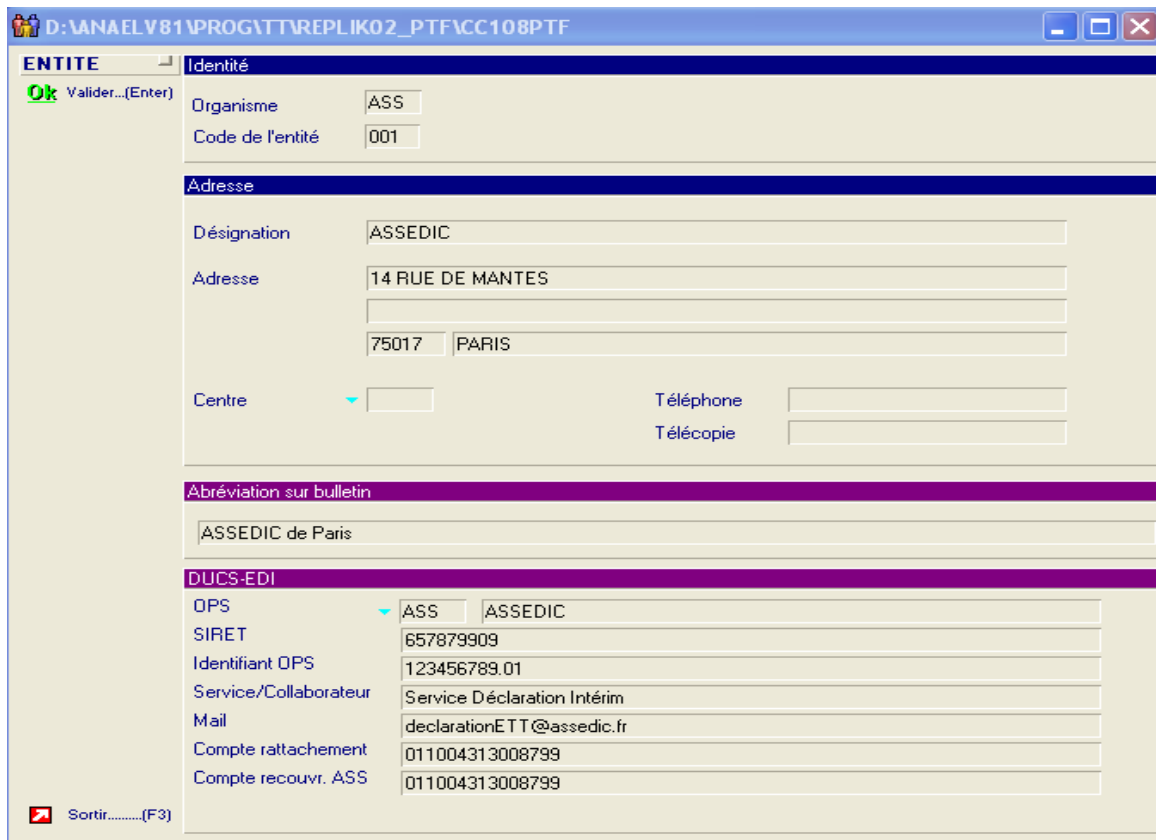 D:\ANAELV81\PROG\TT\REPLIK02_PTF\CC108PTF
ENTITE
Ok Valider...(Enter)
Identité
Organisme ASS
Code de l'entité 001
Adresse
Désignation ASSEDIC
Adresse 14 RUE DE MANTES
75017 PARIS
Centre Téléphone
Télécopie
Abréviation sur bulletin
ASSEDIC de Paris
DUCS-EDI
OPS ASS ASSEDIC
SIRET 657879909
Identifiant OPS 123456789.01
Service/Collaborateur Service Déclaration Intérim
Mail declarationETT@assedic.fr
Compte rattachement 011004313008799
Compte recouvr. ASS 011004313008799
Sortir.........(F3)